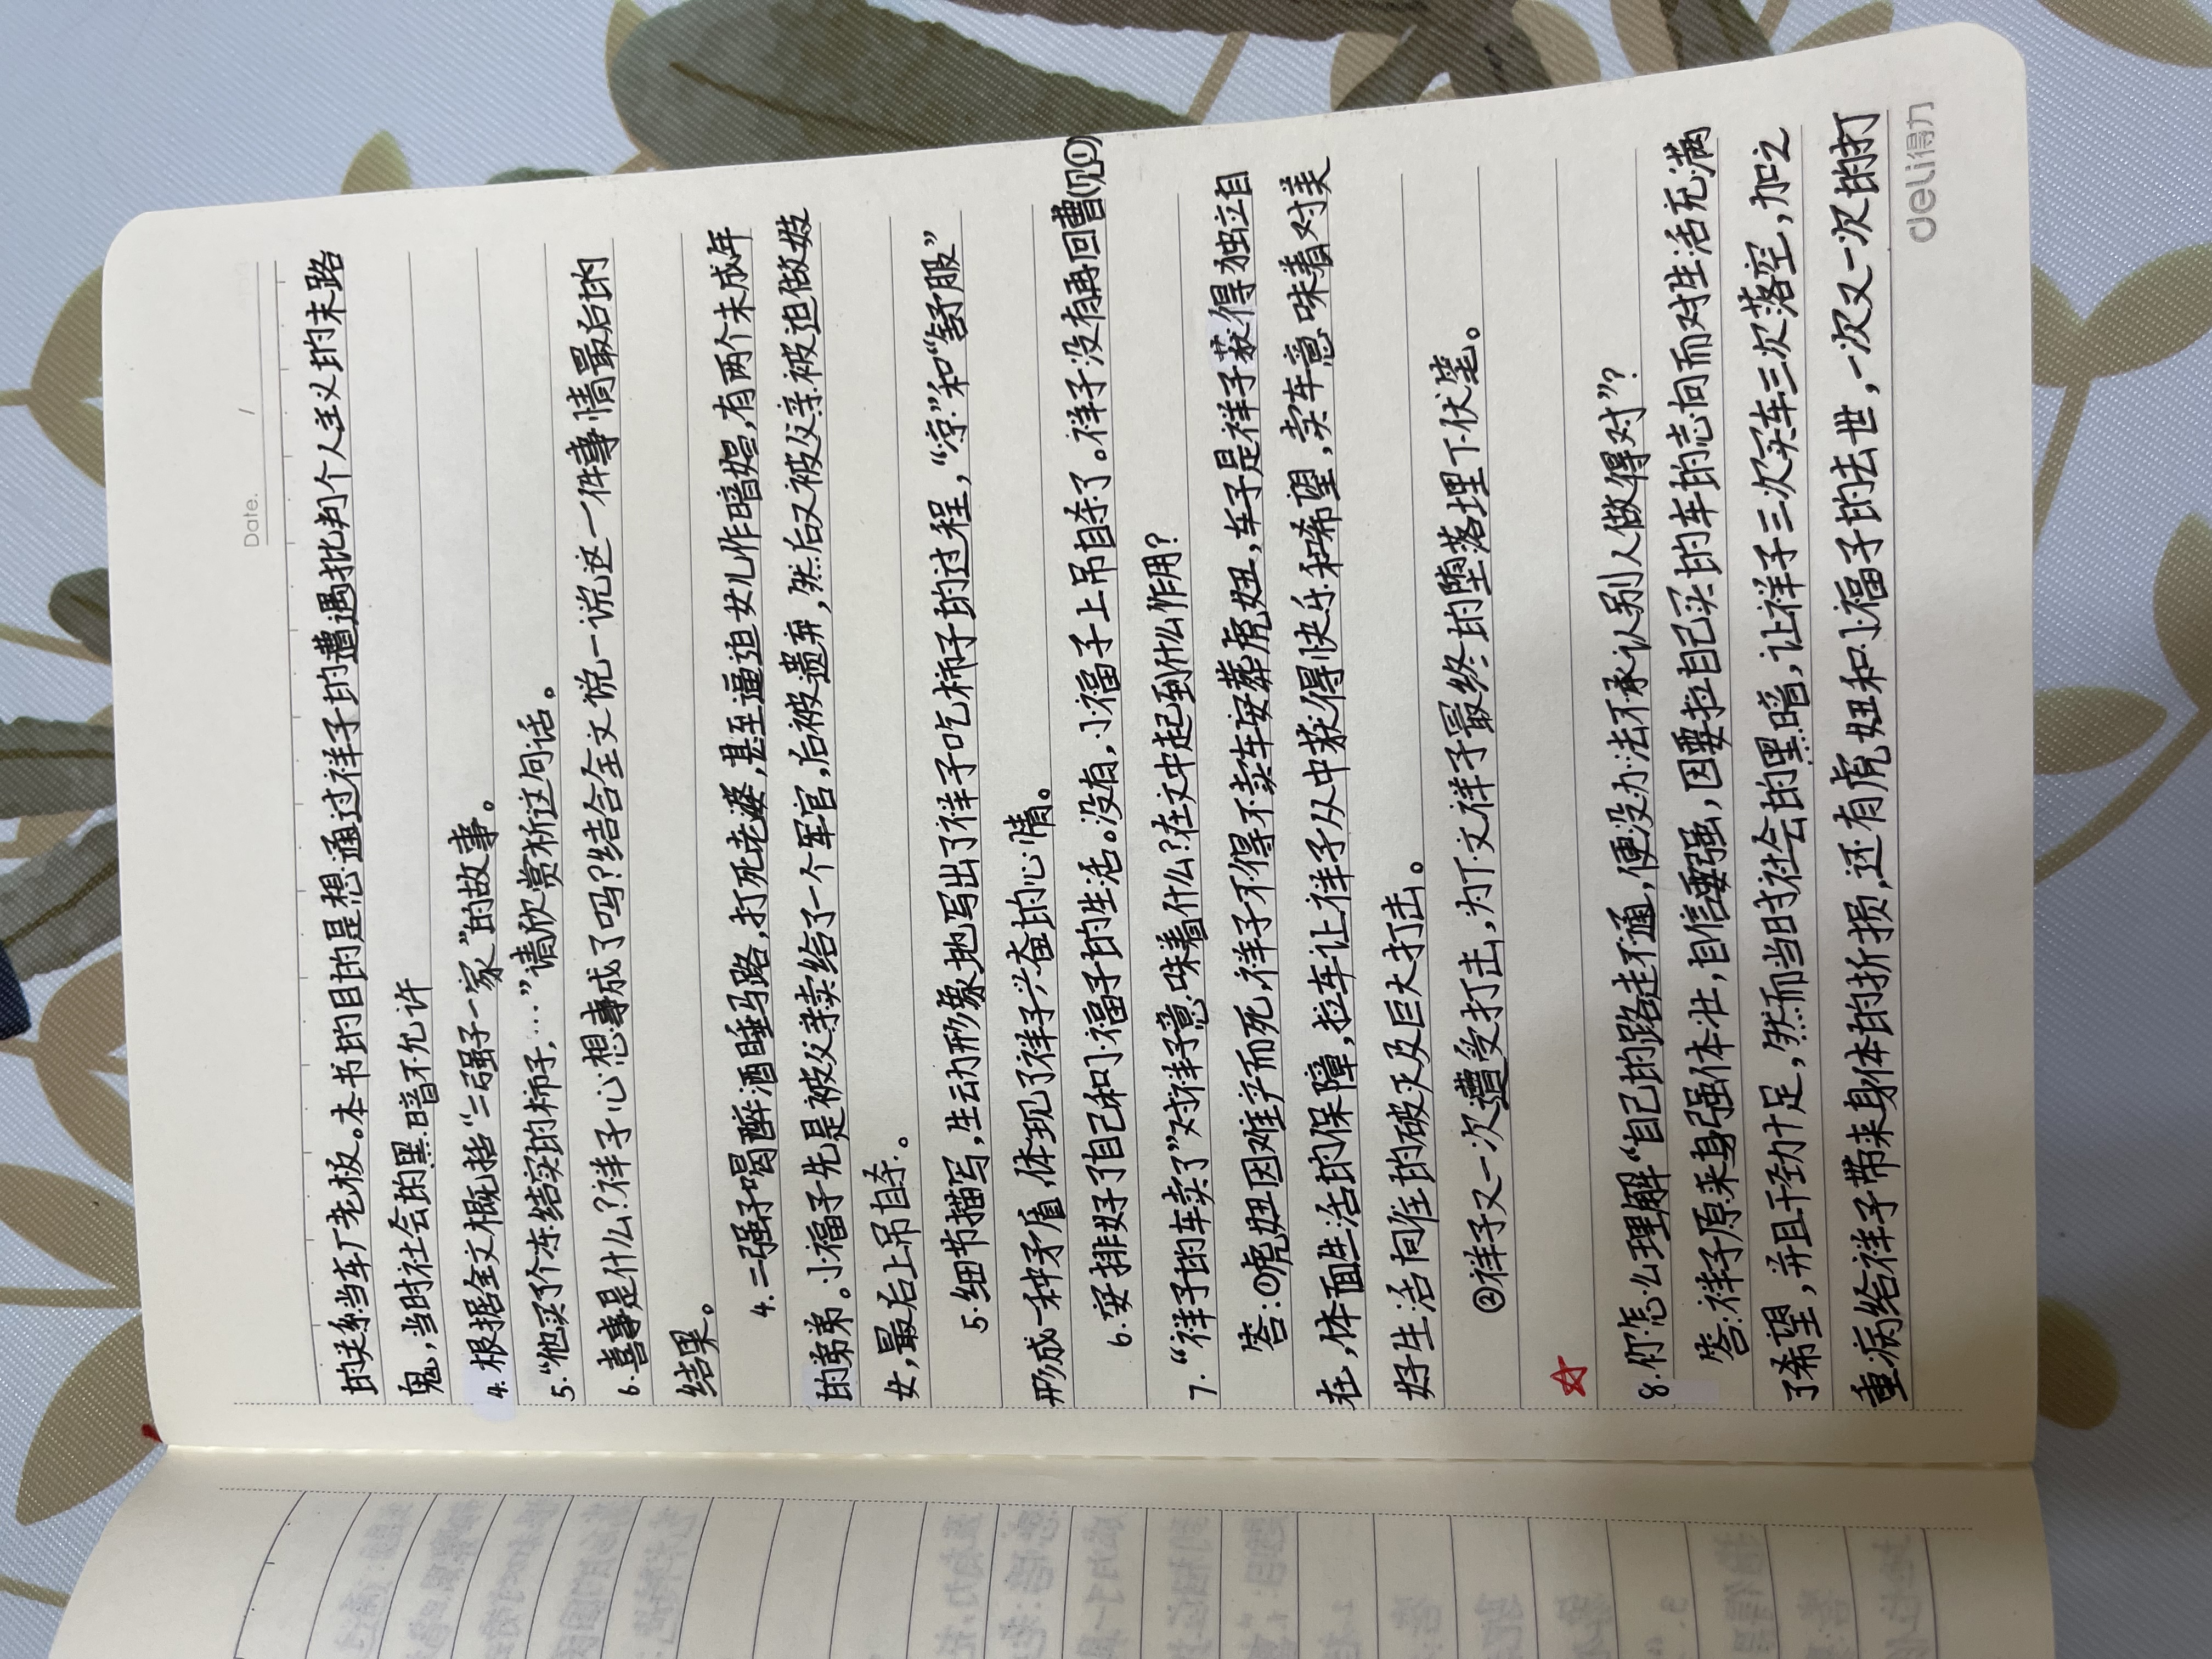 Date. /
的关系当车厂老板。本书的目的是想通过祥子的遭遇批判个人主义的末路
鬼,当时社会的黑暗不允许
4.根据全文概括“二强子一家”的故事。
5.“他买了个冻结实的柿子,…”请欣赏析这句话。
6.喜事是什么?祥子心想事成了吗?结合全文说一说这一件事情最后的
结果。
4.二强子喝醉酒睡马路,打死老婆,甚至逼迫女儿作暗娼,有两个未成年
的弟弟。小福子先是被父亲卖给了一个军官,后被遗弃,然后又被父亲被迫做妓
女,最后上吊自杀。
5.细节描写,生动形象地写出了祥子吃柿子的过程,“凉”和“舒服”
形成一种矛盾,体现了祥子兴奋的心情。
6.安排好了自己和小福子的生活。没有,小福子上吊自杀了。祥子没有再回曹(见①)
7.“祥子的车卖了”对祥子意味着什么?在文中起到什么作用?
答:①虎妞因难产而死,祥子不得不卖车安葬虎妞,车子是祥子获得独立自
在,体面生活的保障,拉车让祥子从中获得快乐和希望,卖车意味着对美
好生活向往的破灭及巨大打击。
②祥子又一次遭受打击,为下文祥子最终的堕落埋下伏笔。
8.你怎么理解“自己的路走不通,便没办法不承认别人做得对”?
答:祥子原来身强体壮,自信要强,因要拉自己买的车的志向而对生活充满
了希望,并且干劲十足,然而当时社会的黑暗,让祥子三次买车三次落空,加之
重病给祥子带来身体的折损,还有虎妞和小福子的去世,一次又一次的打
deli得力